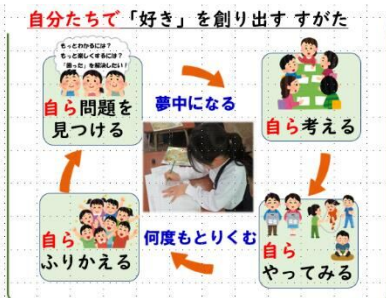 自分たちで「好き」を創り出す すがた
もっとわかるには？
もっと楽しくするには？
「困った」を解決したい！
自ら問題を
見つける
夢中になる
自ら考える
自ら
ふりかえる
何度もとりくむ
自ら
やってみる